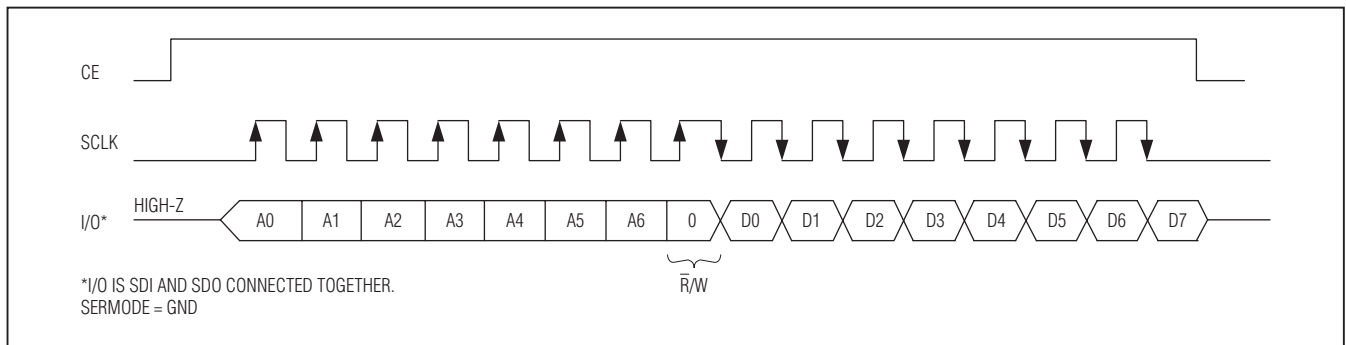 CE
SCLK
I/O* HIGH-Z A0 A1 A2 A3 A4 A5 A6 0 D0 D1 D2 D3 D4 D5 D6 D7
R̅/W
*I/O IS SDI AND SDO CONNECTED TOGETHER.
SERMODE = GND